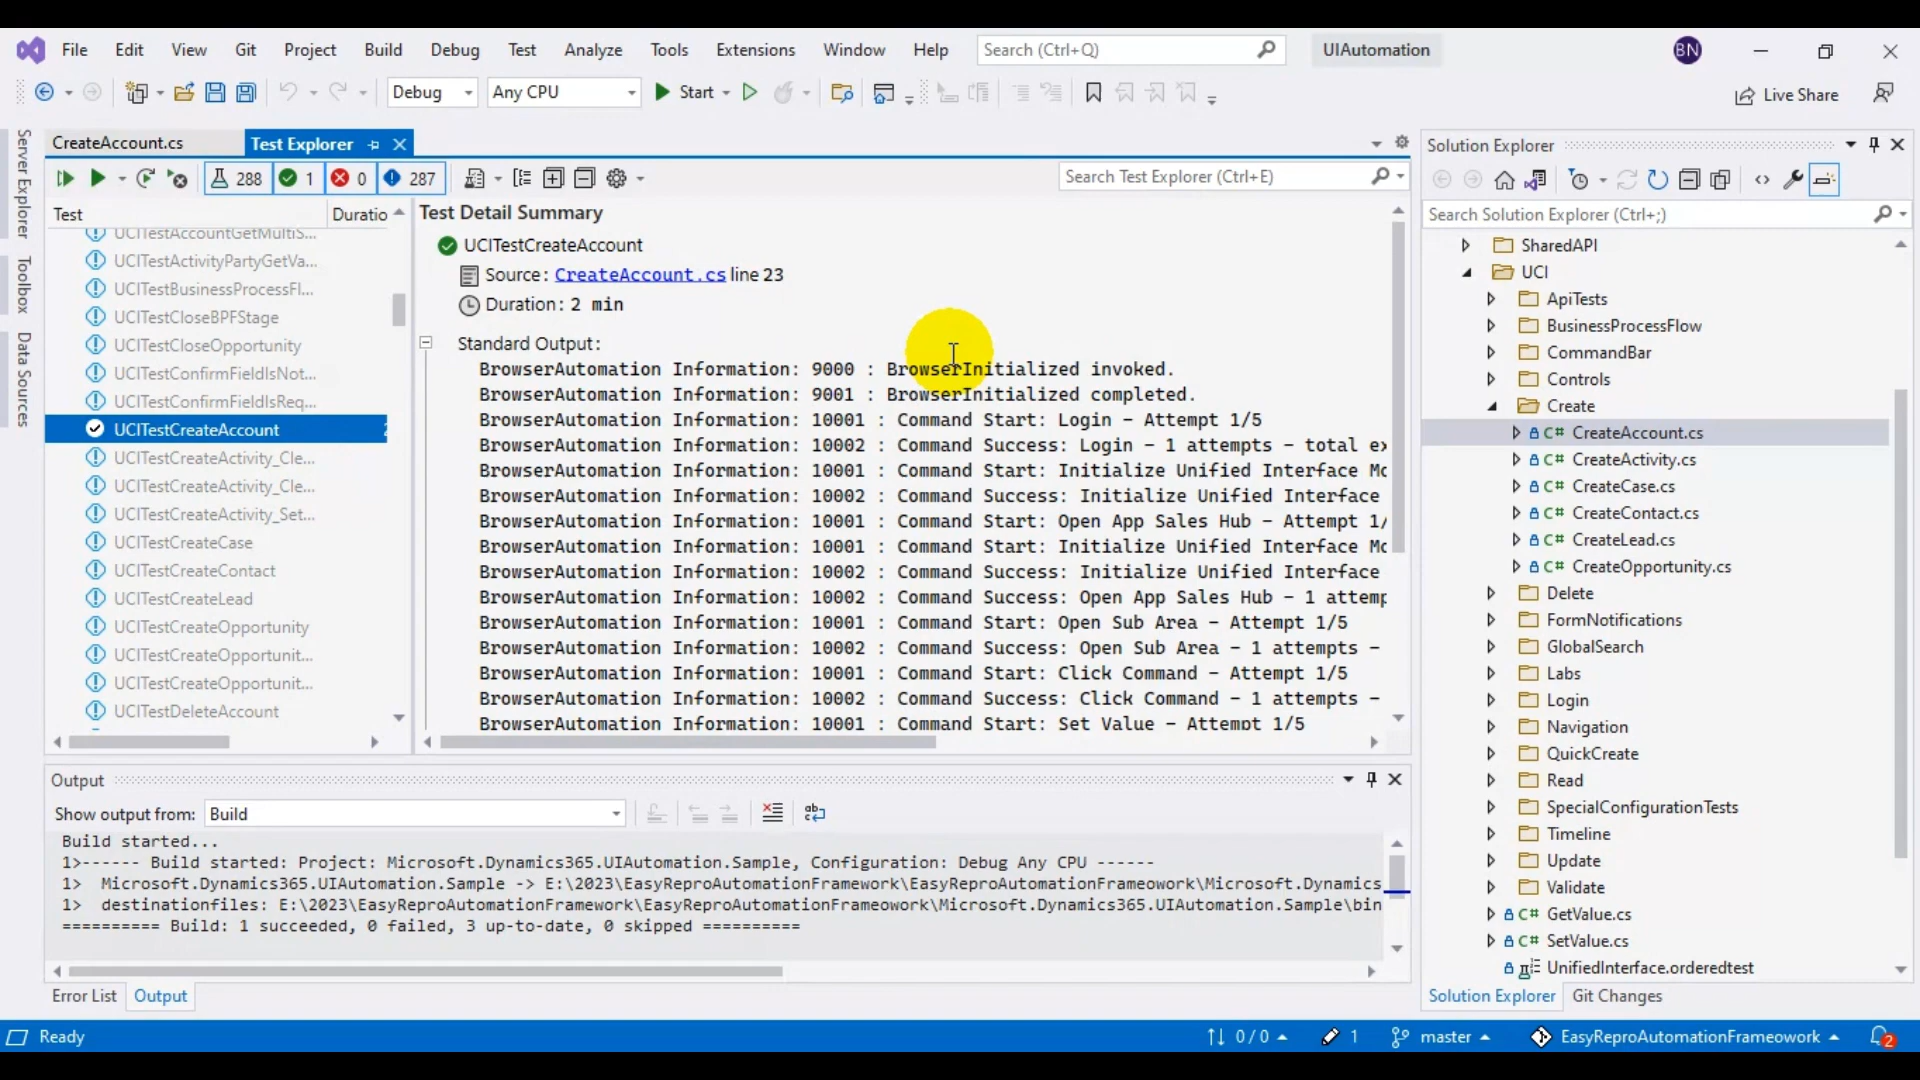 File Edit View Git Project Build Debug Test Analyze Tools Extensions Window Help Search (Ctrl+Q) UIAutomation BN
Debug Any CPU Start Live Share
Server Explorer
Toolbox
Data Sources
CreateAccount.cs Test Explorer
288 1 0 287 Search Test Explorer (Ctrl+E)
Test Duratio
UCITestAccountGetMultiS...
UCITestActivityPartyGetVa...
UCITestBusinessProcessFl...
UCITestCloseBPFStage
UCITestCloseOpportunity
UCITestConfirmFieldIsNot...
UCITestConfirmFieldIsReq...
UCITestCreateAccount
UCITestCreateActivity_Cle...
UCITestCreateActivity_Cle...
UCITestCreateActivity_Set...
UCITestCreateCase
UCITestCreateContact
UCITestCreateLead
UCITestCreateOpportunity
UCITestCreateOpportunit...
UCITestCreateOpportunit...
UCITestDeleteAccount
Test Detail Summary
UCITestCreateAccount
Source: CreateAccount.cs line 23
Duration: 2 min
Standard Output:
BrowserAutomation Information: 9000 : BrowserInitialized invoked.
BrowserAutomation Information: 9001 : BrowserInitialized completed.
BrowserAutomation Information: 10001 : Command Start: Login - Attempt 1/5
BrowserAutomation Information: 10002 : Command Success: Login - 1 attempts - total ex
BrowserAutomation Information: 10001 : Command Start: Initialize Unified Interface Mo
BrowserAutomation Information: 10002 : Command Success: Initialize Unified Interface
BrowserAutomation Information: 10001 : Command Start: Open App Sales Hub - Attempt 1/
BrowserAutomation Information: 10001 : Command Start: Initialize Unified Interface Mo
BrowserAutomation Information: 10002 : Command Success: Initialize Unified Interface
BrowserAutomation Information: 10002 : Command Success: Open App Sales Hub - 1 attemp
BrowserAutomation Information: 10001 : Command Start: Open Sub Area - Attempt 1/5
BrowserAutomation Information: 10002 : Command Success: Open Sub Area - 1 attempts -
BrowserAutomation Information: 10001 : Command Start: Click Command - Attempt 1/5
BrowserAutomation Information: 10002 : Command Success: Click Command - 1 attempts -
BrowserAutomation Information: 10001 : Command Start: Set Value - Attempt 1/5
Output
Show output from: Build
Build started...
1>------ Build started: Project: Microsoft.Dynamics365.UIAutomation.Sample, Configuration: Debug Any CPU ------
1> Microsoft.Dynamics365.UIAutomation.Sample -> E:\2023\EasyReproAutomationFramework\EasyReproAutomationFrameowork\Microsoft.Dynamics
1> destinationfiles: E:\2023\EasyReproAutomationFramework\EasyReproAutomationFrameowork\Microsoft.Dynamics365.UIAutomation.Sample\bin
========== Build: 1 succeeded, 0 failed, 3 up-to-date, 0 skipped ==========
Error List Output
Solution Explorer
Search Solution Explorer (Ctrl+;)
SharedAPI
UCI
ApiTests
BusinessProcessFlow
CommandBar
Controls
Create
C# CreateAccount.cs
C# CreateActivity.cs
C# CreateCase.cs
C# CreateContact.cs
C# CreateLead.cs
C# CreateOpportunity.cs
Delete
FormNotifications
GlobalSearch
Labs
Login
Navigation
QuickCreate
Read
SpecialConfigurationTests
Timeline
Update
Validate
C# GetValue.cs
C# SetValue.cs
UnifiedInterface.orderedtest
Solution Explorer Git Changes
Ready 0/0 1 master EasyReproAutomationFrameowork 2